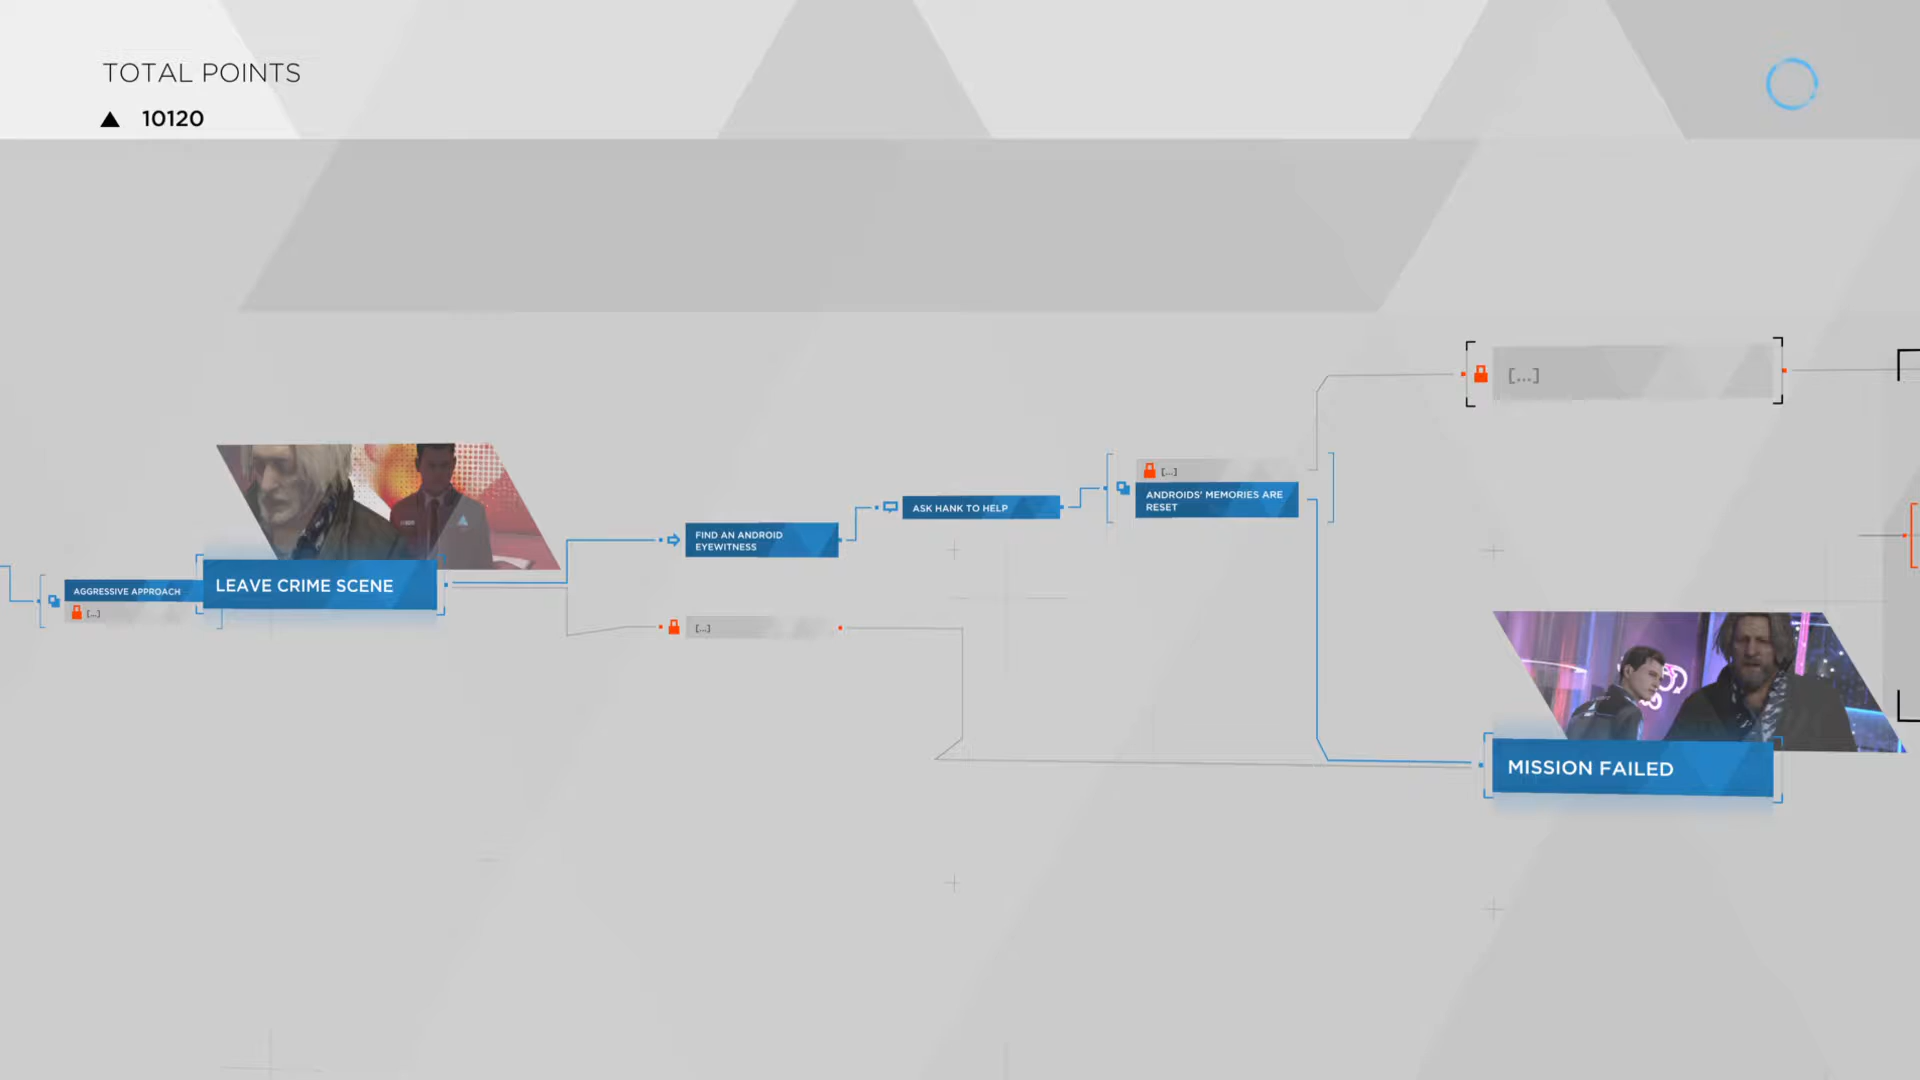 TOTAL POINTS
10120
[...]
[...]
ANDROIDS' MEMORIES ARE
RESET
ASK HANK TO HELP
FIND AN ANDROID
EYEWITNESS
LEAVE CRIME SCENE
AGGRESSIVE APPROACH
[...]
[...]
MISSION FAILED